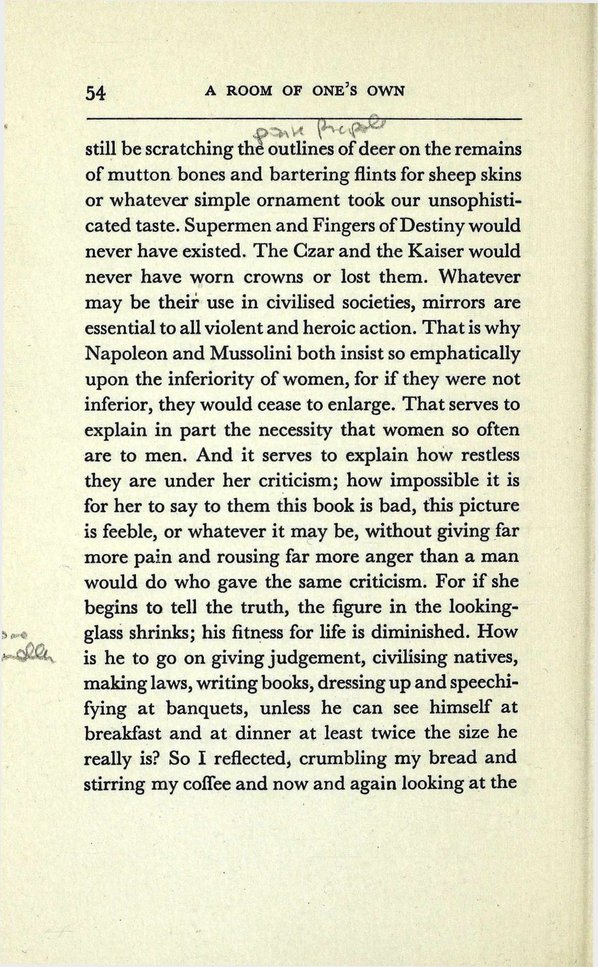 54 A ROOM OF ONE'S OWN
still be scratching the outlines of deer on the remains
of mutton bones and bartering flints for sheep skins
or whatever simple ornament took our unsophisti-
cated taste. Supermen and Fingers of Destiny would
never have existed. The Czar and the Kaiser would
never have worn crowns or lost them. Whatever
may be their use in civilised societies, mirrors are
essential to all violent and heroic action. That is why
Napoleon and Mussolini both insist so emphatically
upon the inferiority of women, for if they were not
inferior, they would cease to enlarge. That serves to
explain in part the necessity that women so often
are to men. And it serves to explain how restless
they are under her criticism; how impossible it is
for her to say to them this book is bad, this picture
is feeble, or whatever it may be, without giving far
more pain and rousing far more anger than a man
would do who gave the same criticism. For if she
begins to tell the truth, the figure in the looking-
glass shrinks; his fitness for life is diminished. How
is he to go on giving judgement, civilising natives,
making laws, writing books, dressing up and speechi-
fying at banquets, unless he can see himself at
breakfast and at dinner at least twice the size he
really is? So I reflected, crumbling my bread and
stirring my coffee and now and again looking at the